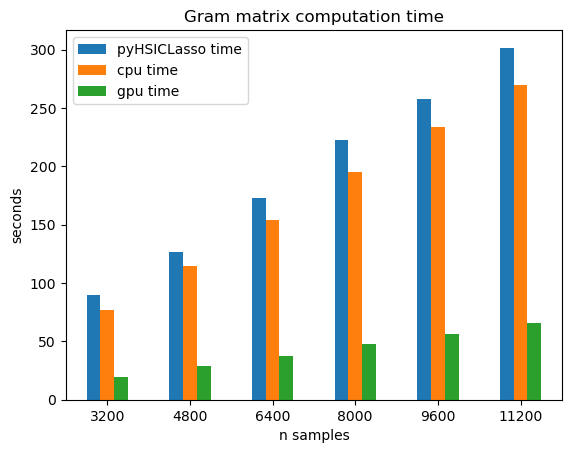 Gram matrix computation time
pyHSICLasso time
cpu time
gpu time
seconds
300
250
200
150
100
50
0
3200 4800 6400 8000 9600 11200
n samples